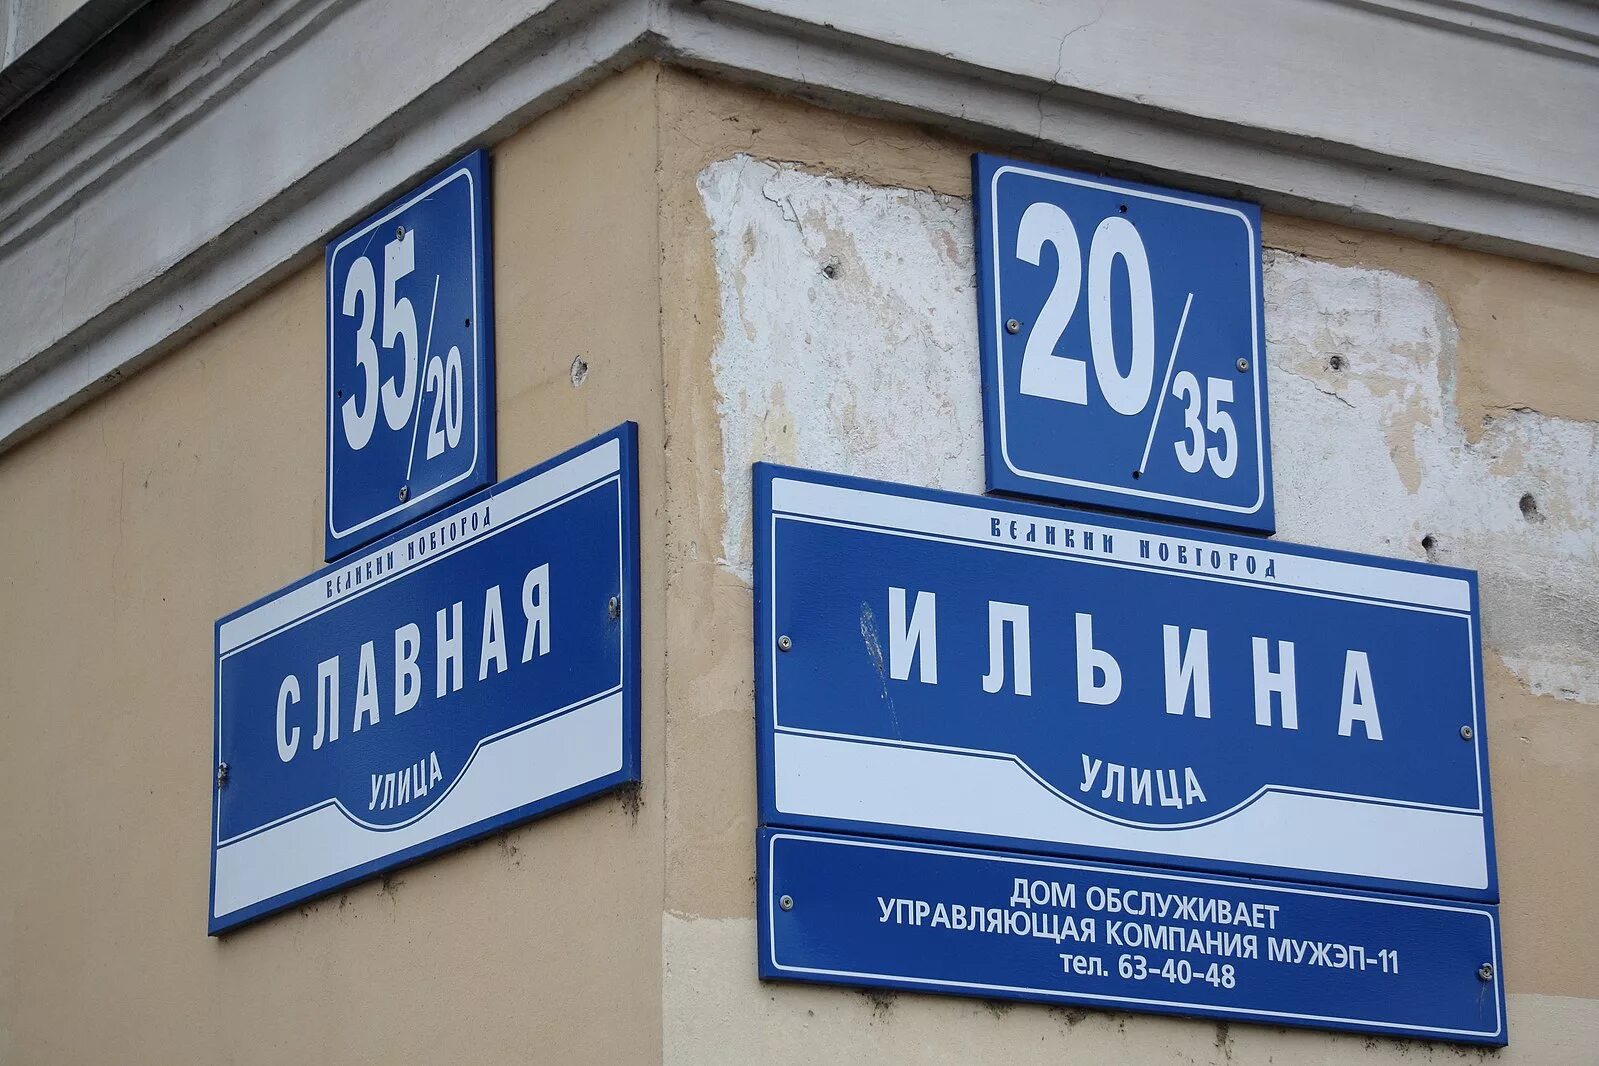 35/20
ВЕЛИКИЙ НОВГОРОД
СЛАВНАЯ
УЛИЦА
20/35
ВЕЛИКИЙ НОВГОРОД
ИЛЬИНА
УЛИЦА
ДОМ ОБСЛУЖИВАЕТ
УПРАВЛЯЮЩАЯ КОМПАНИЯ МУЖЭП-11
тел. 63-40-48